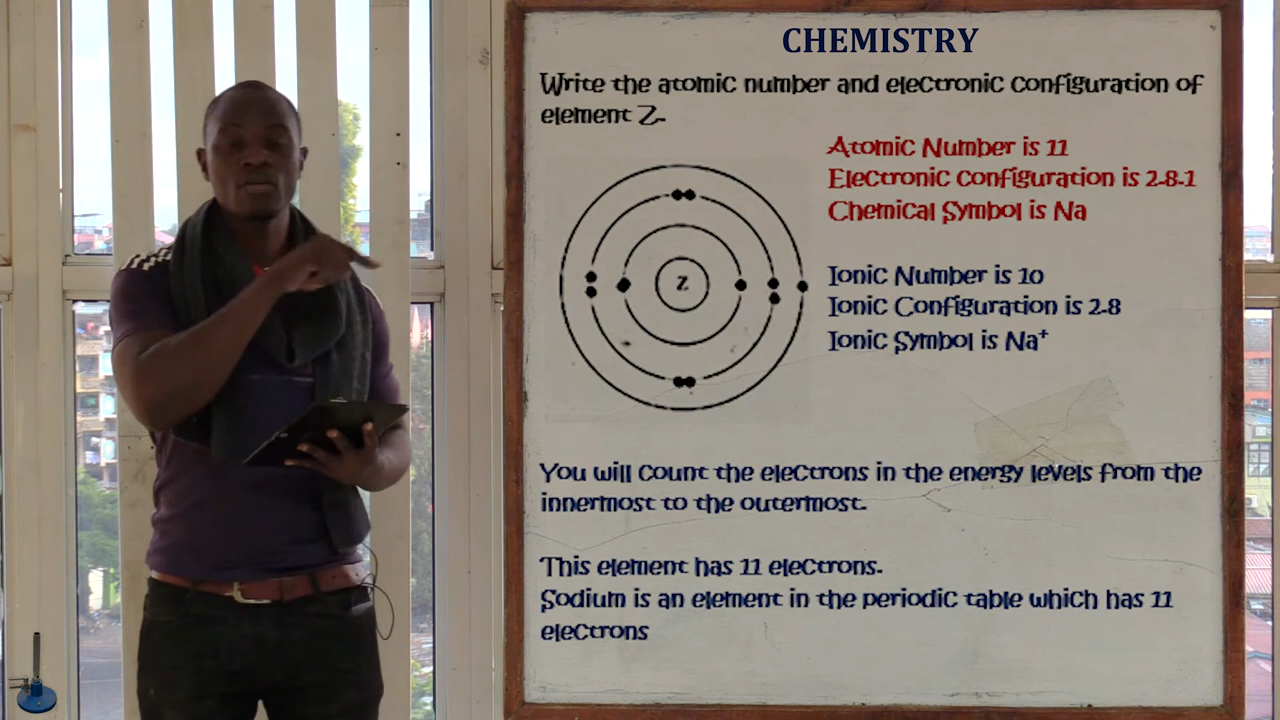 CHEMISTRY
Write the atomic number and electronic configuration of
element Z.
Atomic Number is 11
Electronic Configuration is 2.8.1
Chemical Symbol is Na
Z
Ionic Number is 10
Ionic Configuration is 2.8
Ionic Symbol is Na⁺
You will count the electrons in the energy levels from the
innermost to the outermost.
This element has 11 electrons.
Sodium is an element in the periodic table which has 11
electrons